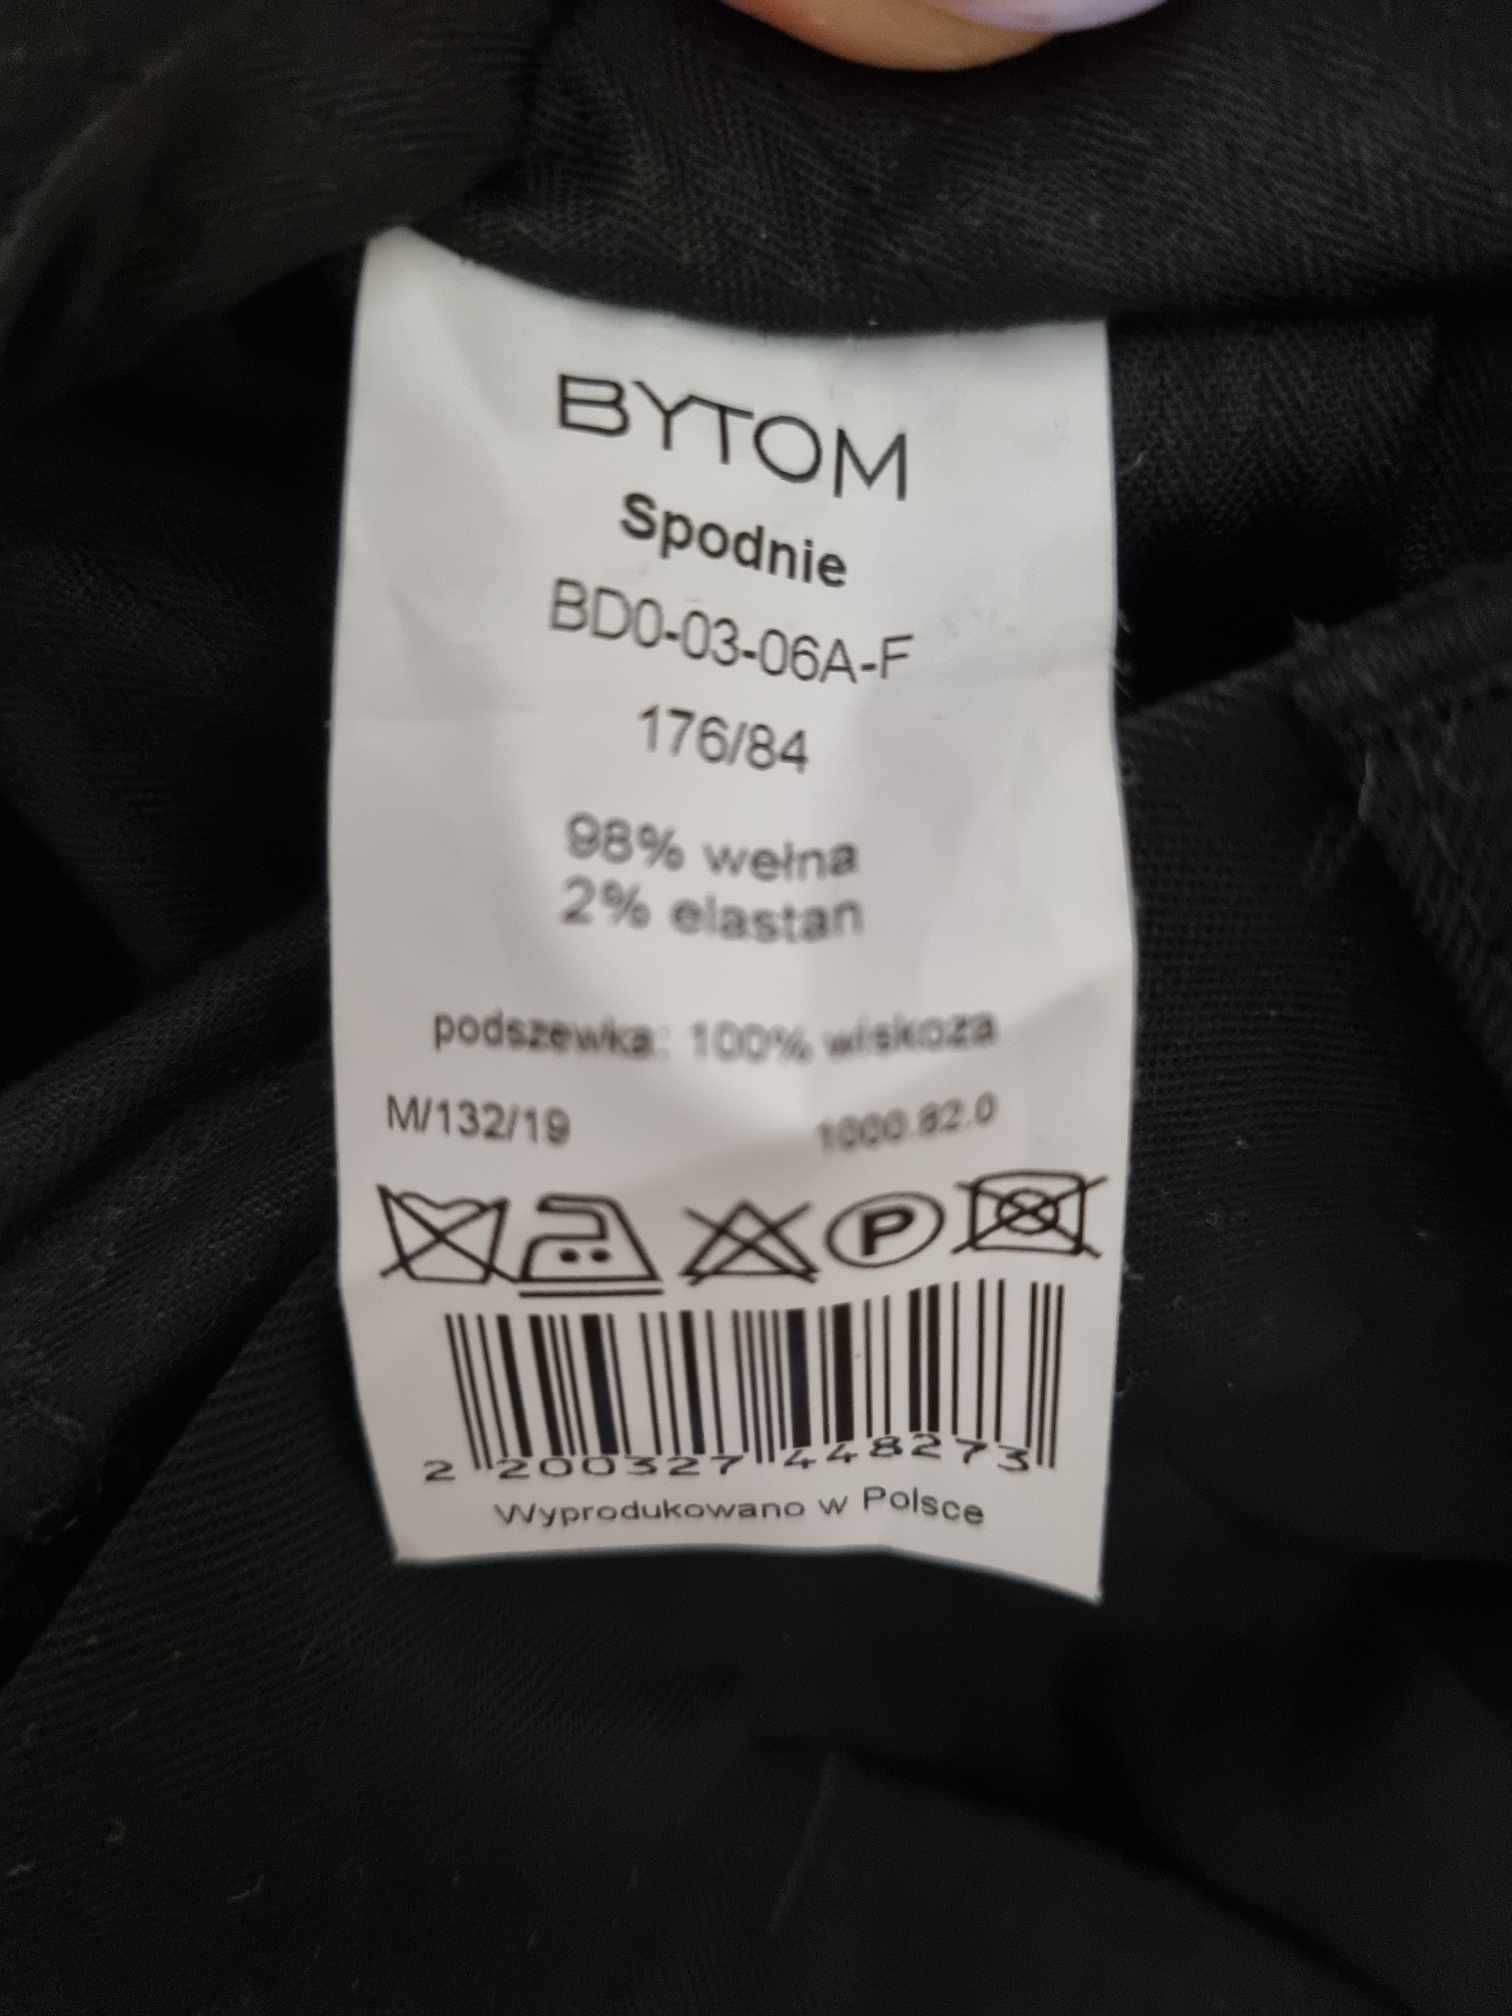 BYTOM
Spodnie
BD0-03-06A-F
176/84
98% wełna
2% elastan
podszewka: 100% wiskoza
M/132/19 1000.82.0
P
2 200327 448273
Wyprodukowano w Polsce